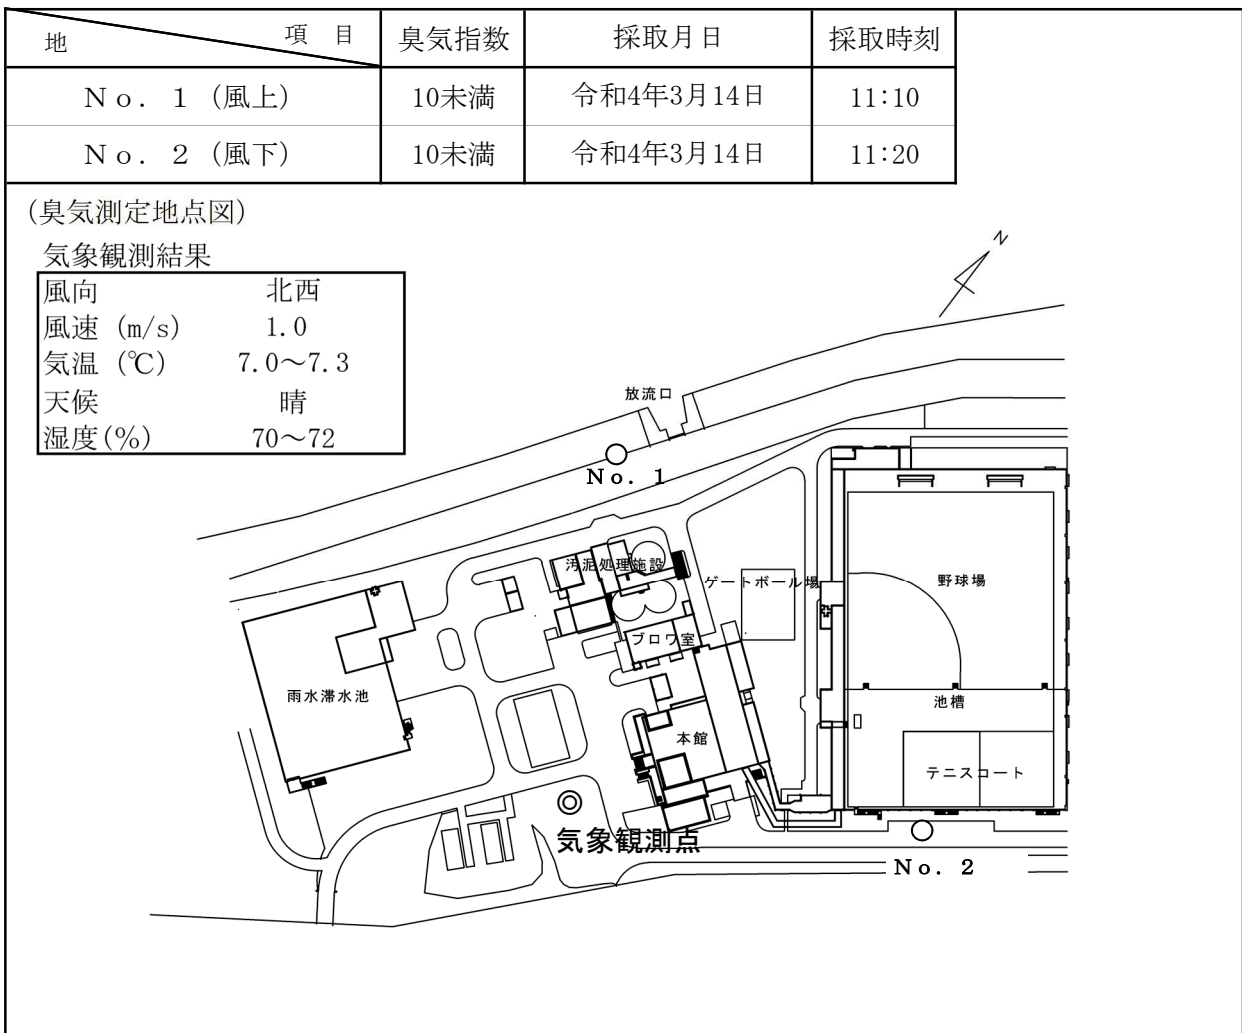 地 項 目 臭気指数 採取月日 採取時刻
No. 1 (風上) 10未満 令和4年3月14日 11:10
No. 2 (風下) 10未満 令和4年3月14日 11:20
(臭気測定地点図)
気象観測結果
風向 北西
風速 (m/s) 1.0
気温 (℃) 7.0～7.3
天候 晴
湿度(%) 70～72
N
放流口
No. 1
汚泥処理施設
ゲートボール場
野球場
ブロワ室
雨水滞水池
池槽
本館
テニスコート
気象観測点
No. 2